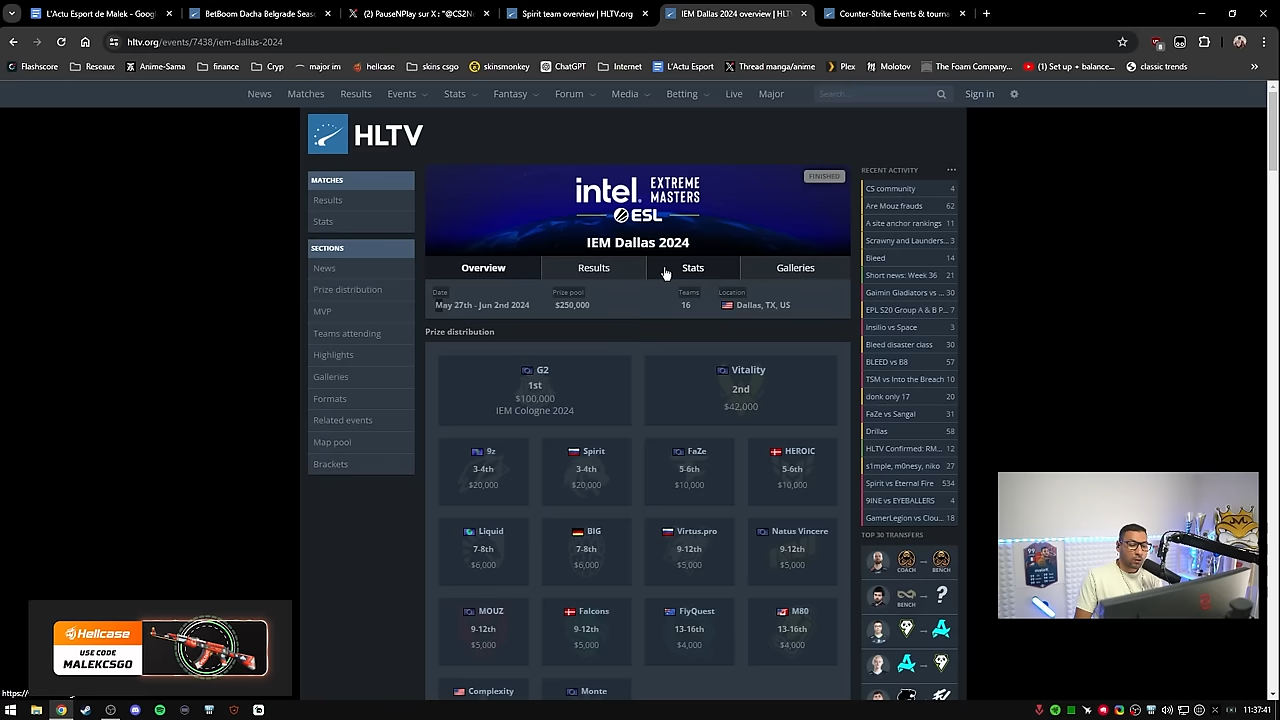 L'Actu Esport de Malek - Googl
BetBoom Dacha Belgrade Seas
(2) PauseNPlay sur X : "@CS2N
Spirit team overview | HLTV.org
IEM Dallas 2024 overview | HLT
Counter-Strike Events & tourna
hltv.org/events/7438/iem-dallas-2024
Flashscore
Reseaux
Anime-Sama
finance
Cryp
major im
hellcase
skins csgo
skinsmonkey
ChatGPT
Internet
L'Actu Esport
Thread manga/anime
Plex
Molotov
The Foam Company...
(1) Set up + balance...
classic trends
News
Matches
Results
Events
Stats
Fantasy
Forum
Media
Betting
Live
Major
Search...
Sign in
HLTV
MATCHES
Results
Stats
SECTIONS
News
Prize distribution
MVP
Teams attending
Highlights
Galleries
Formats
Related events
Map pool
Brackets
FINISHED
intel. EXTREME MASTERS
ESL
IEM Dallas 2024
Overview
Results
Stats
Galleries
Date
Prize pool
Teams
Location
May 27th - Jun 2nd 2024
$250,000
16
Dallas, TX, US
Prize distribution
G2
1st
$100,000
IEM Cologne 2024
Vitality
2nd
$42,000
9z
3-4th
$20,000
Spirit
3-4th
$20,000
FaZe
5-6th
$10,000
HEROIC
5-6th
$10,000
Liquid
7-8th
$6,000
BIG
7-8th
$6,000
Virtus.pro
9-12th
$5,000
Natus Vincere
9-12th
$5,000
MOUZ
9-12th
$5,000
Falcons
9-12th
$5,000
FlyQuest
13-16th
$4,000
M80
13-16th
$4,000
Complexity
Monte
RECENT ACTIVITY
CS community 4
Are Mouz frauds 62
A site anchor rankings 11
Scrawny and Launders... 3
Bleed 14
Short news: Week 36 21
Gaimin Gladiators vs ... 30
EPL S20 Group A & B P... 7
Insilio vs Space 3
Bleed disaster class 30
BLEED vs B8 57
TSM vs Into the Breach 10
donk only 17 20
FaZe vs Sangal 31
Drillas 58
HLTV Confirmed: RM... 12
s1mple, m0nesy, niko 27
Spirit vs Eternal Fire 534
9INE vs EYEBALLERS 4
GamerLegion vs Clou... 18
TOP 30 TRANSFERS
COACH
BENCH
BENCH
?
Hellcase
USE CODE
MALEKCSGO
https://
11:37:41